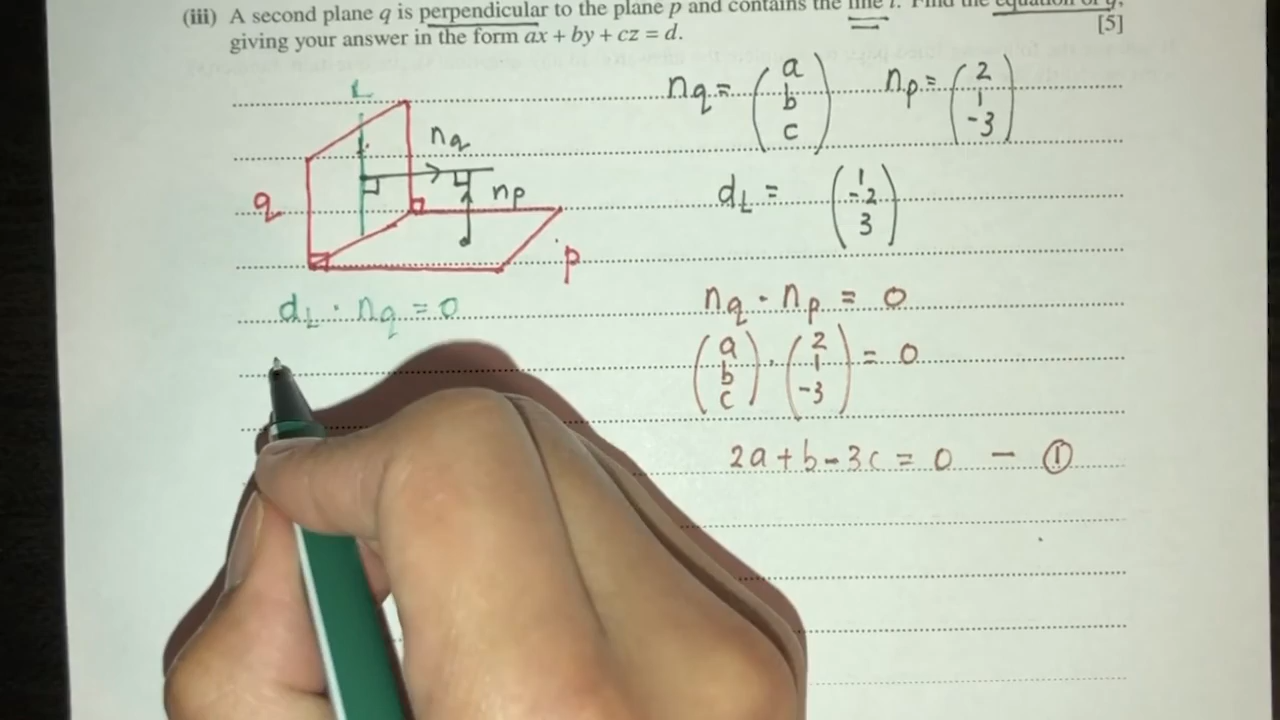 (iii) A second plane q is perpendicular to the plane p and contains the line l. Find the equation of q,
giving your answer in the form ax + by + cz = d.
[5]
L
q
nq
np
p
nq = (a b c)
np = (2 1 -3)
dL = (1 -2 3)
dL · nq = 0
nq · np = 0
(a b c) · (2 1 -3) = 0
2a + b - 3c = 0 — ①